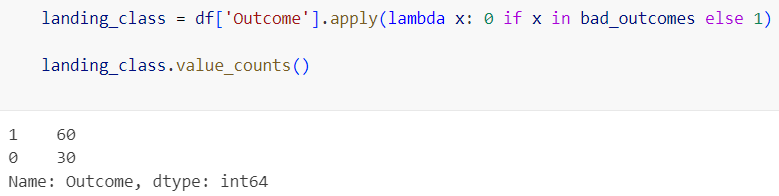 landing_class = df['Outcome'].apply(lambda x: 0 if x in bad_outcomes else 1)
landing_class.value_counts()
1    60
0    30
Name: Outcome, dtype: int64